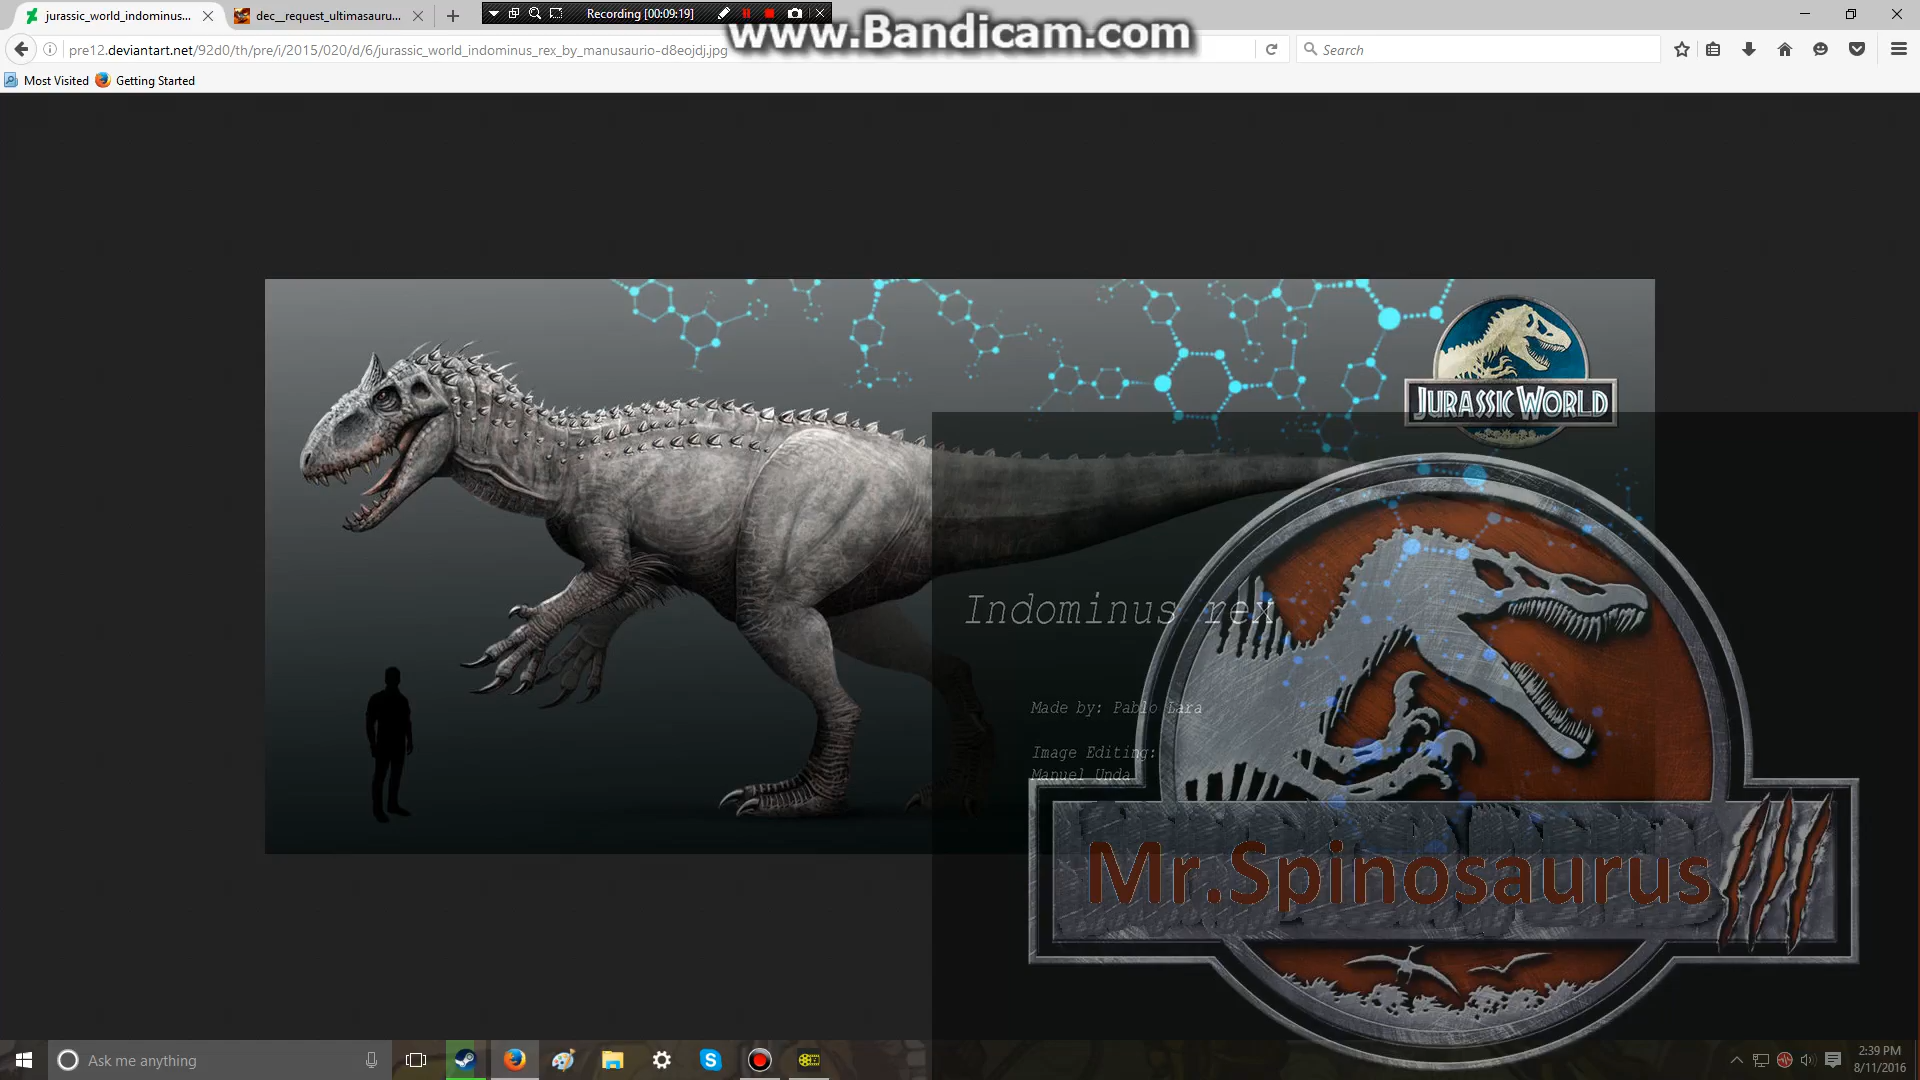 jurassic_world_indominus...
dec__request_ultimasauru...
Recording [00:09:19]
www.Bandicam.com
pre12.deviantart.net/92d0/th/pre/i/2015/020/d/6/jurassic_world_indominus_rex_by_manusaurio-d8eojdj.jpg
Search
Most Visited
Getting Started
JURASSIC WORLD
Indominus rex
Made by: Pablo Lara
Image Editing:
Manuel Unda
Mr.Spinosaurus
Ask me anything
2:39 PM
8/11/2016